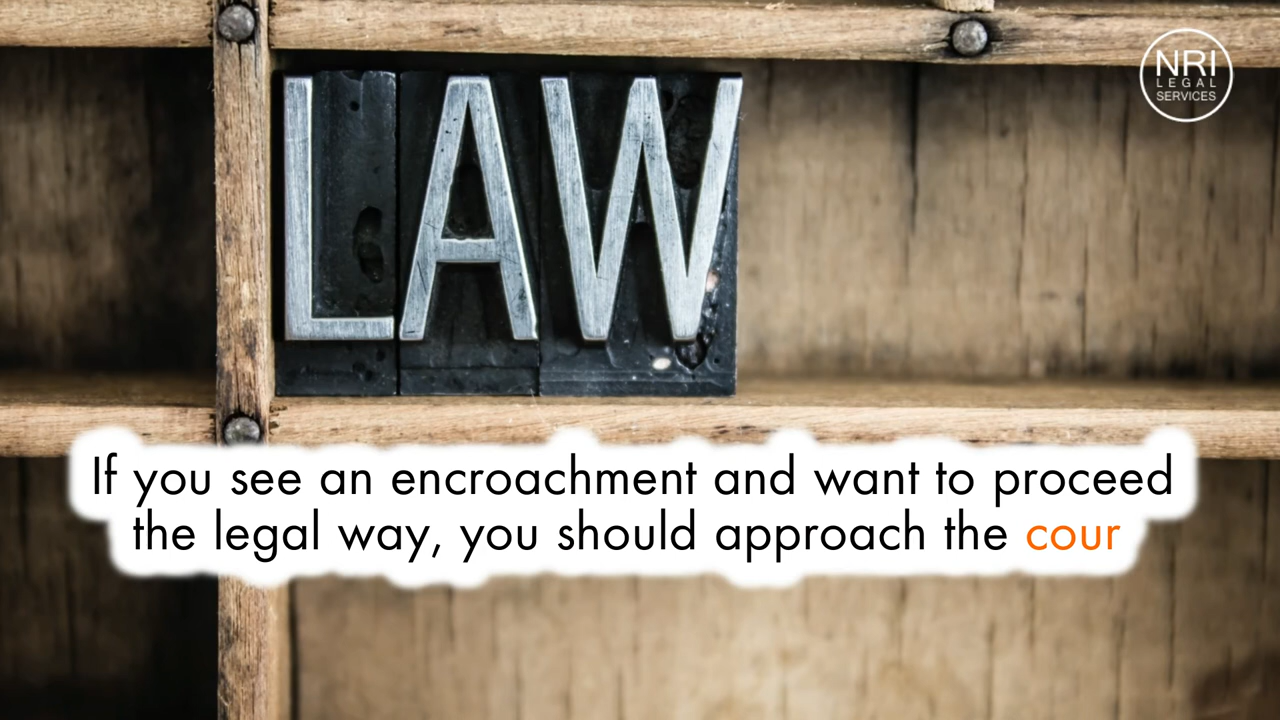 NRI
LEGAL
SERVICES
LAW
If you see an encroachment and want to proceed
the legal way, you should approach the cour